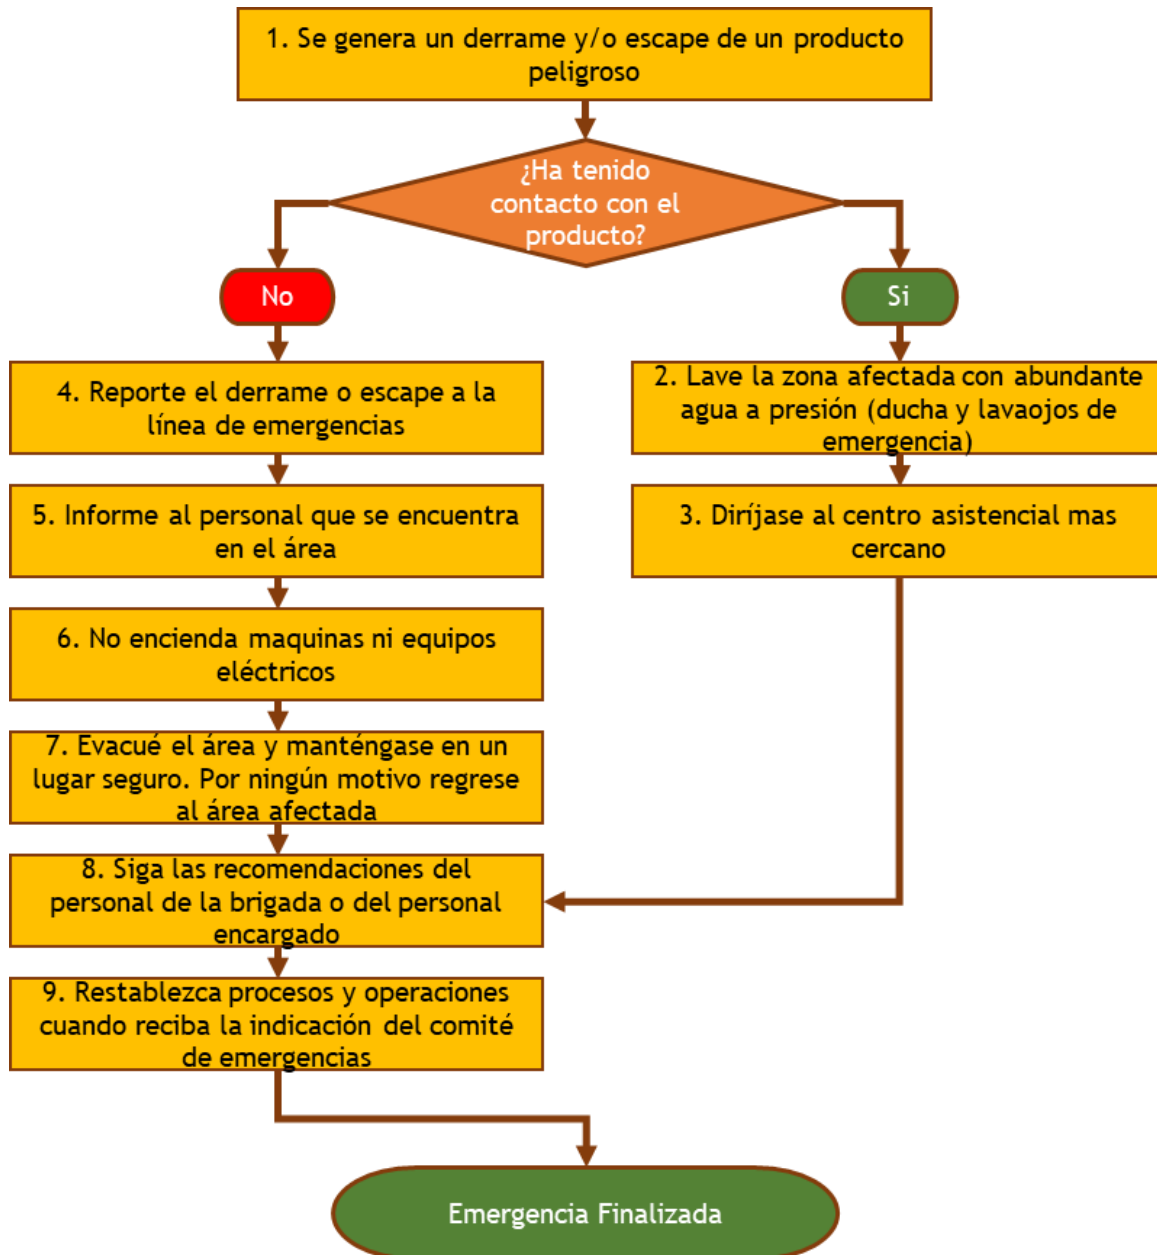 1. Se genera un derrame y/o escape de un producto
peligroso
¿Ha tenido
contacto con el
producto?
No
Si
4. Reporte el derrame o escape a la
línea de emergencias
2. Lave la zona afectada con abundante
agua a presión (ducha y lavaojos de
emergencia)
5. Informe al personal que se encuentra
en el área
3. Diríjase al centro asistencial mas
cercano
6. No encienda maquinas ni equipos
eléctricos
7. Evacué el área y manténgase en un
lugar seguro. Por ningún motivo regrese
al área afectada
8. Siga las recomendaciones del
personal de la brigada o del personal
encargado
9. Restablezca procesos y operaciones
cuando reciba la indicación del comité
de emergencias
Emergencia Finalizada